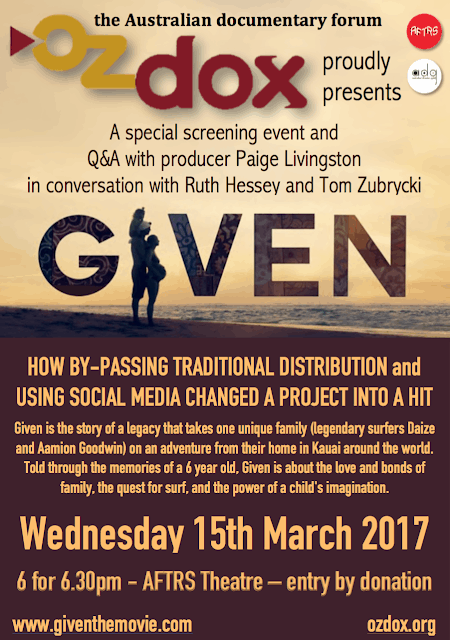 the Australian documentary forum
AFTRS
ozdox
proudly
presents
adg
A special screening event and
Q&A with producer Paige Livingston
in conversation with Ruth Hessey and Tom Zubrycki
GIVEN
HOW BY-PASSING TRADITIONAL DISTRIBUTION and
USING SOCIAL MEDIA CHANGED A PROJECT INTO A HIT
Given is the story of a legacy that takes one unique family (legendary surfers Daize
and Aamion Goodwin) on an adventure from their home in Kauai around the world.
Told through the memories of a 6 year old, Given is about the love and bonds of
family, the quest for surf, and the power of a child's imagination.
Wednesday 15th March 2017
6 for 6.30pm - AFTRS Theatre – entry by donation
www.giventhemovie.com
ozdox.org